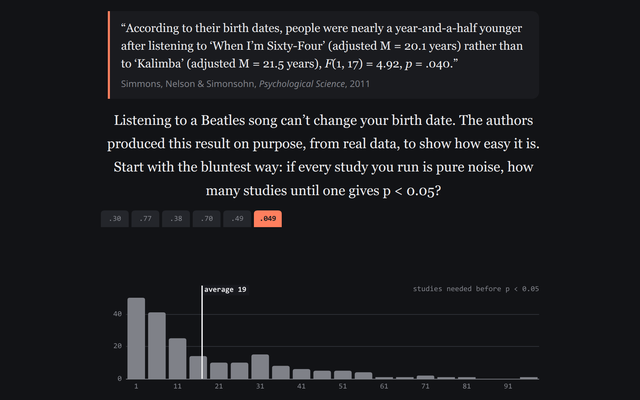 “According to their birth dates, people were nearly a year-and-a-half younger
after listening to ‘When I’m Sixty-Four’ (adjusted M = 20.1 years) rather than
to ‘Kalimba’ (adjusted M = 21.5 years), F(1, 17) = 4.92, p = .040.”
Simmons, Nelson & Simonsohn, Psychological Science, 2011
Listening to a Beatles song can’t change your birth date. The authors
produced this result on purpose, from real data, to show how easy it is.
Start with the bluntest way: if every study you run is pure noise, how
many studies until one gives p < 0.05?
.30 .77 .38 .70 .49 .049
average 19 studies needed before p < 0.05
40
20
0
1 11 21 31 41 51 61 71 81 91